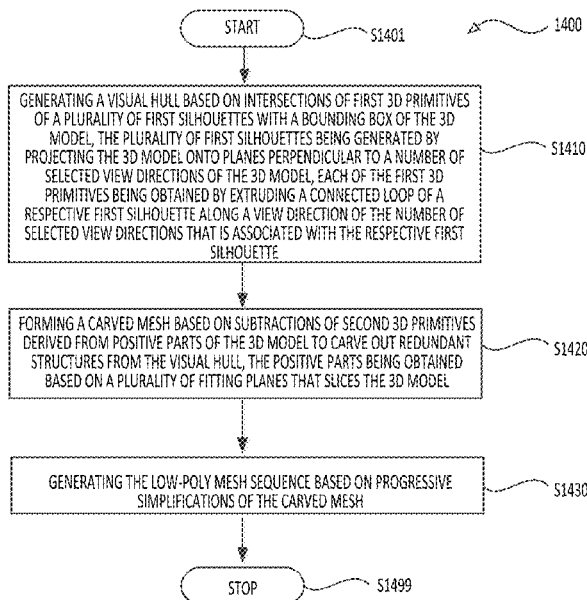 START
S1401
1400
GENERATING A VISUAL HULL BASED ON INTERSECTIONS OF FIRST 3D PRIMITIVES
OF A PLURALITY OF FIRST SILHOUETTES WITH A BOUNDING BOX OF THE 3D
MODEL, THE PLURALITY OF FIRST SILHOUETTES BEING GENERATED BY
PROJECTING THE 3D MODEL ONTO PLANES PERPENDICULAR TO A NUMBER OF
SELECTED VIEW DIRECTIONS OF THE 3D MODEL, EACH OF THE FIRST 3D
PRIMITIVES BEING OBTAINED BY EXTRUDING A CONNECTED LOOP OF A
RESPECTIVE FIRST SILHOUETTE ALONG A VIEW DIRECTION OF THE NUMBER OF
SELECTED VIEW DIRECTIONS THAT IS ASSOCIATED WITH THE RESPECTIVE FIRST
SILHOUETTE
S1410
FORMING A CARVED MESH BASED ON SUBTRACTIONS OF SECOND 3D PRIMITIVES
DERIVED FROM POSITIVE PARTS OF THE 3D MODEL TO CARVE OUT REDUNDANT
STRUCTURES FROM THE VISUAL HULL, THE POSITIVE PARTS BEING OBTAINED
BASED ON A PLURALITY OF FITTING PLANES THAT SLICES THE 3D MODEL
S1420
GENERATING THE LOW-POLY MESH SEQUENCE BASED ON PROGRESSIVE
SIMPLIFICATIONS OF THE CARVED MESH
S1430
STOP
S1499